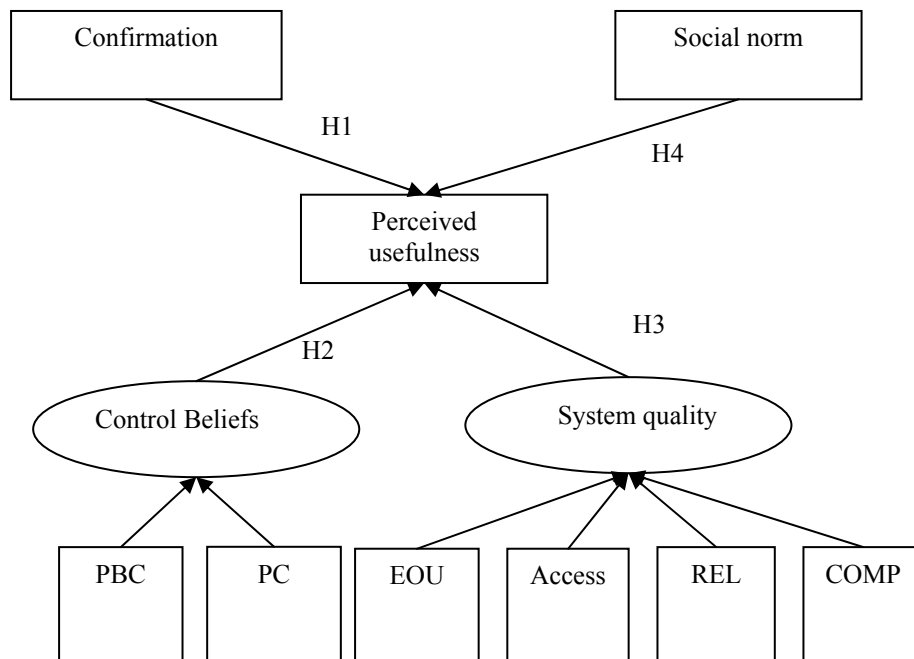 Confirmation
Social norm
H1
H4
Perceived
usefulness
H2
H3
Control Beliefs
System quality
PBC
PC
EOU
Access
REL
COMP